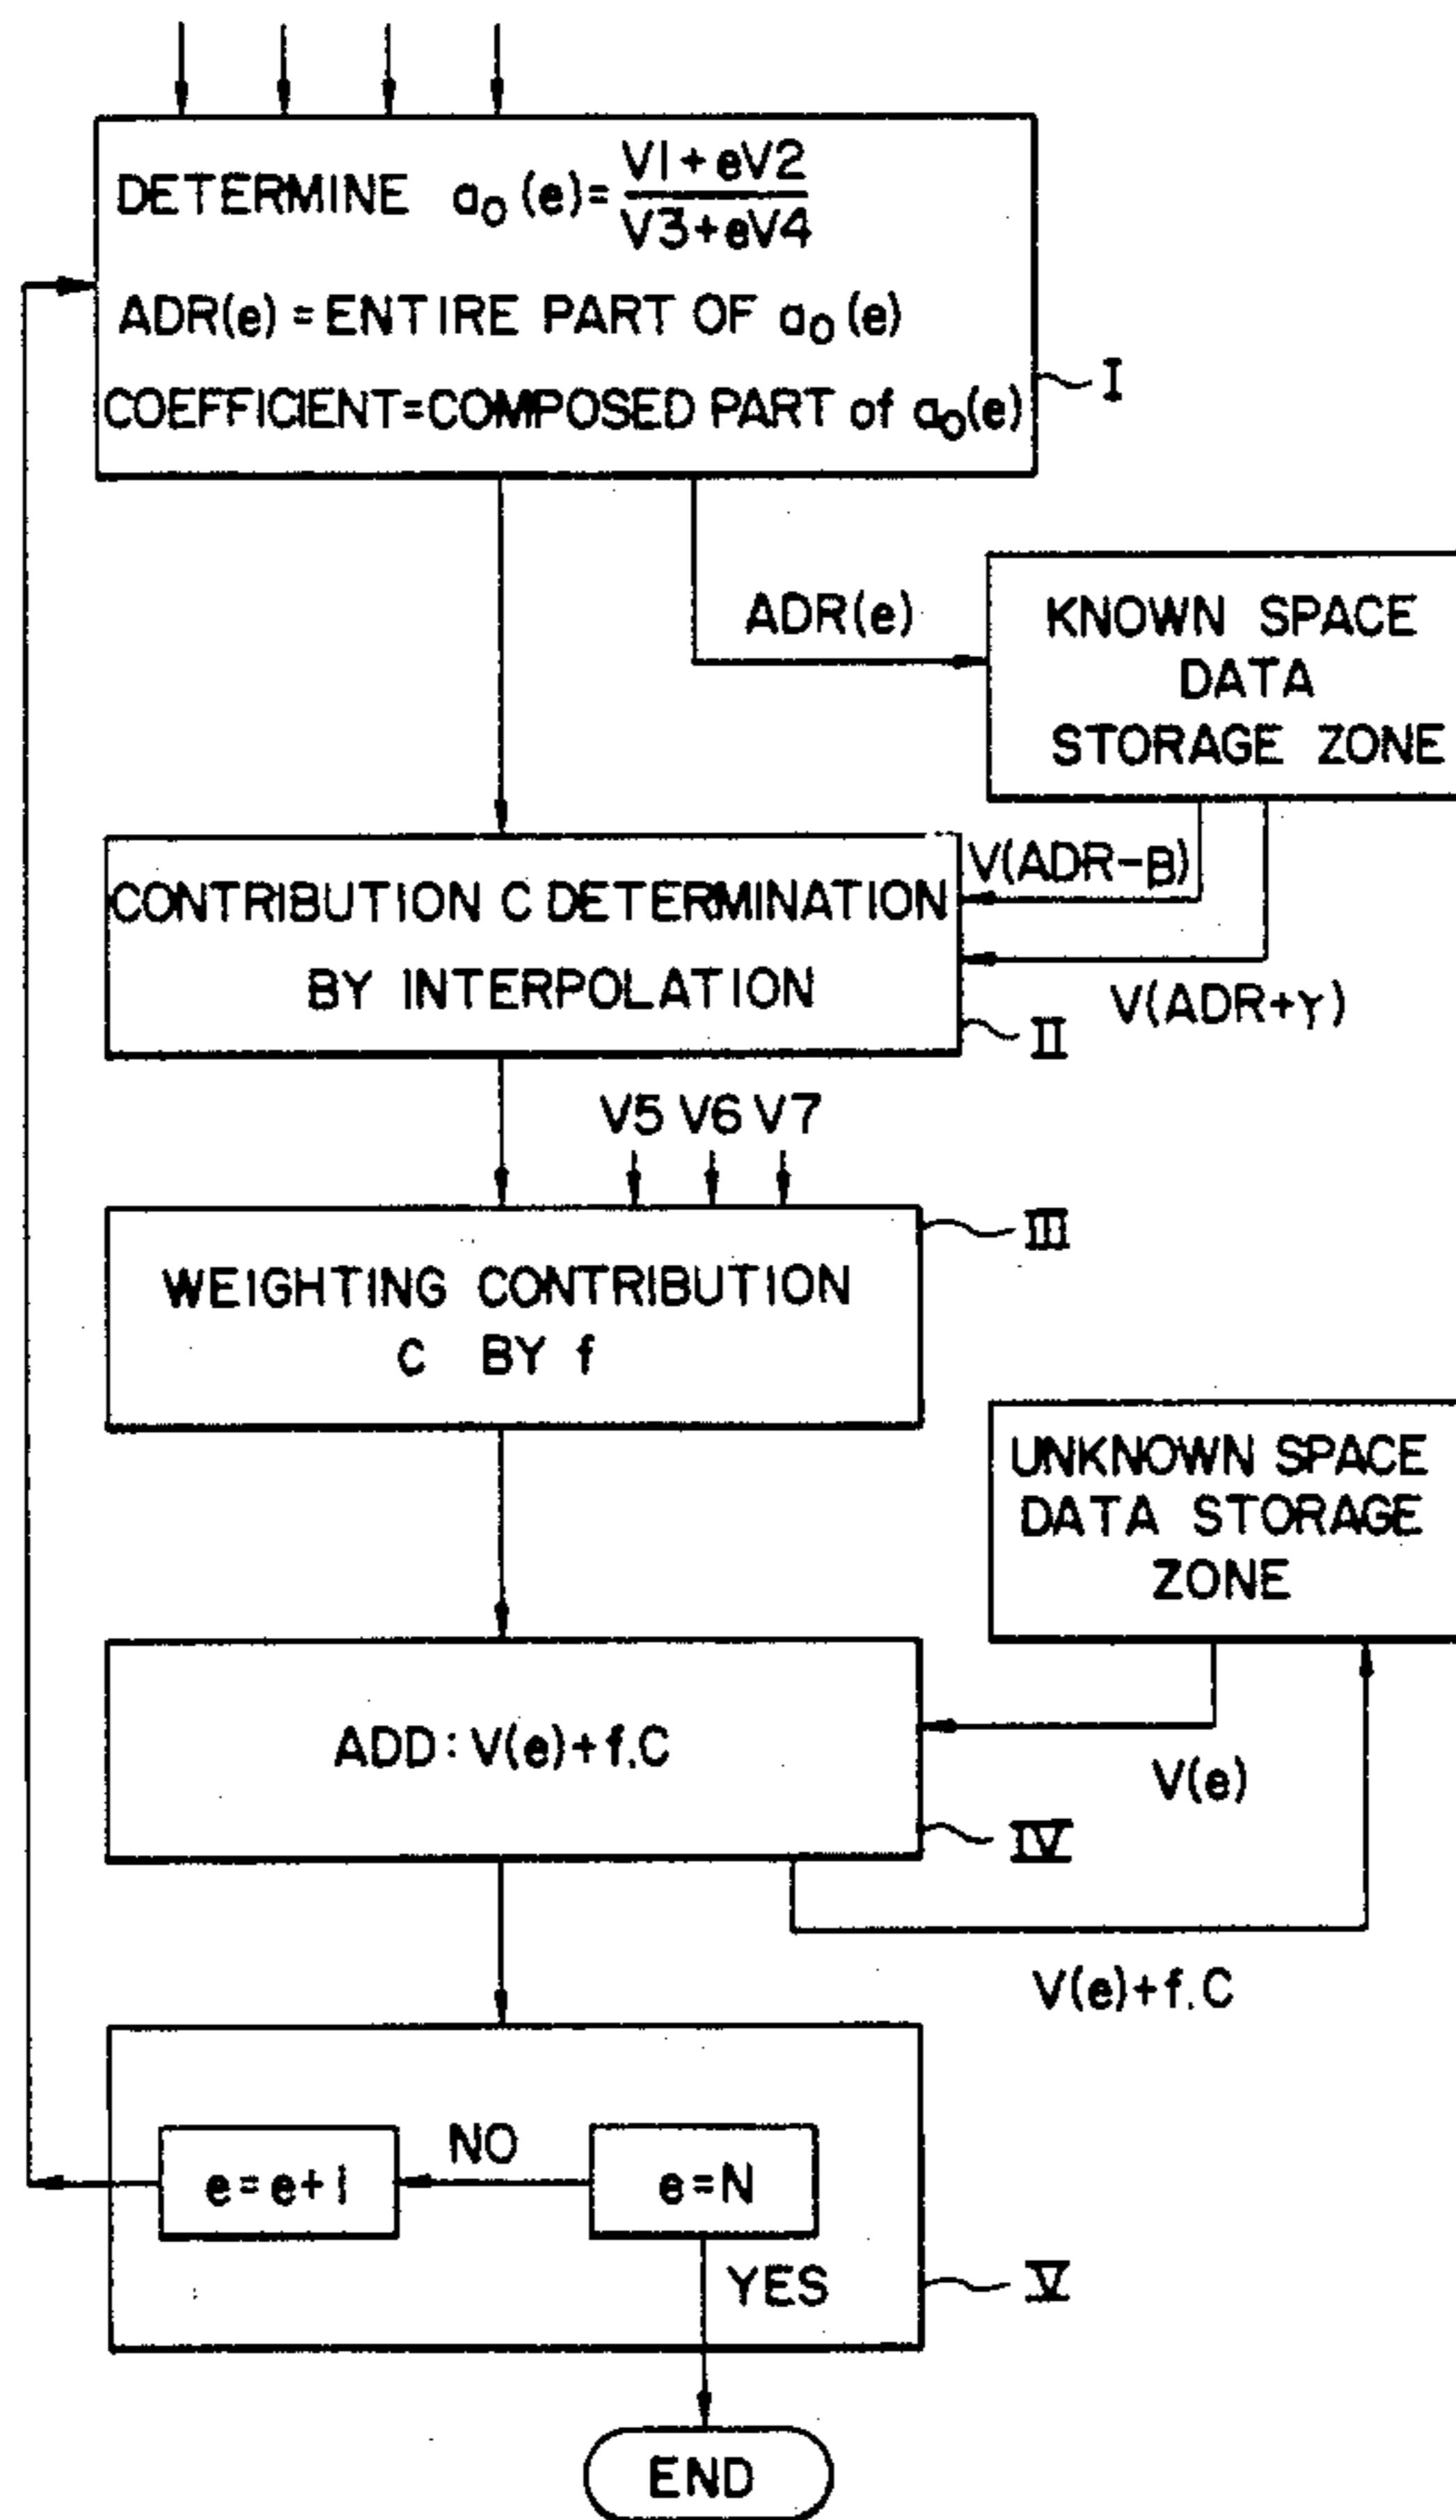 DETERMINE a₀(e)= V1+eV2
V3+eV4
ADR(e) = ENTIRE PART OF a₀(e)
COEFFICIENT=COMPOSED PART of a₀(e)
I
ADR(e)
KNOWN SPACE
DATA
STORAGE ZONE
V(ADR-B)
CONTRIBUTION C DETERMINATION
BY INTERPOLATION
V(ADR+γ)
II
V5 V6 V7
III
WEIGHTING CONTRIBUTION
C BY f
UNKNOWN SPACE
DATA STORAGE
ZONE
ADD: V(e)+f.C
V(e)
IV
V(e)+f.C
NO
e=e+1
e=N
YES
V
END